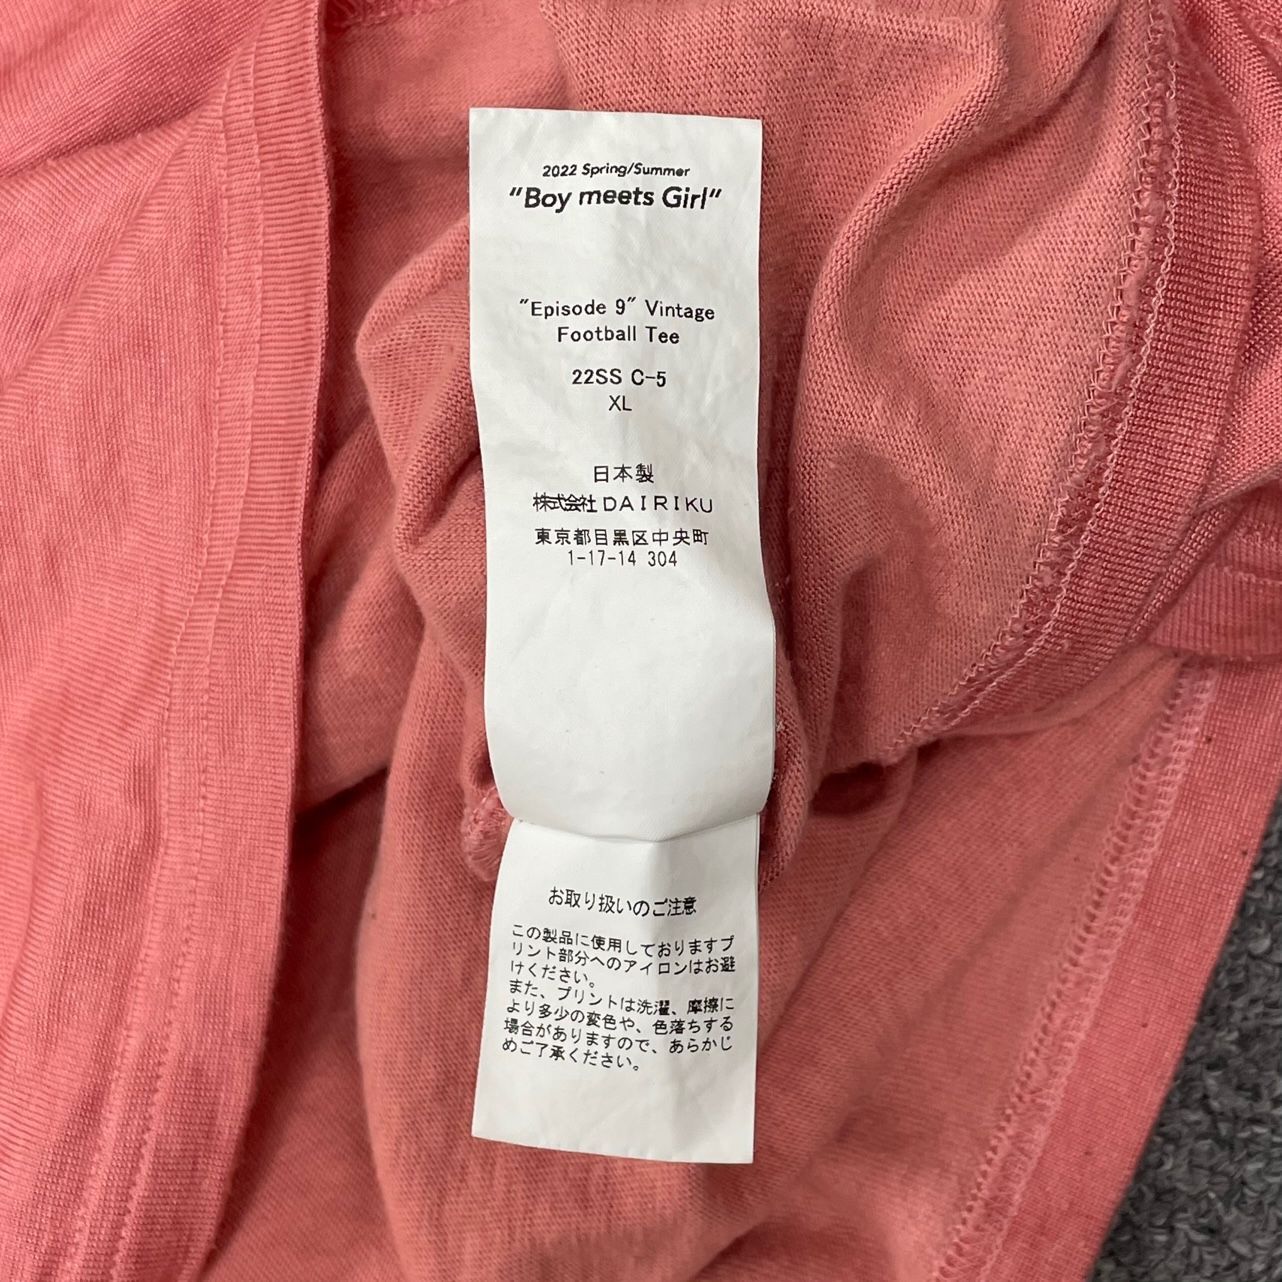 2022 Spring/Summer
"Boy meets Girl"
"Episode 9" Vintage
Football Tee
22SS C-5
XL
日本製
株式会社DAIRIKU
東京都目黒区中央町
1-17-14 304
お取り扱いのご注意
この製品に使用しておりますプ
リント部分へのアイロンはお避
けください。
また、プリントは洗濯、摩擦に
より多少の変色や、色落ちする
場合がありますので、あらかじ
めご了承ください。